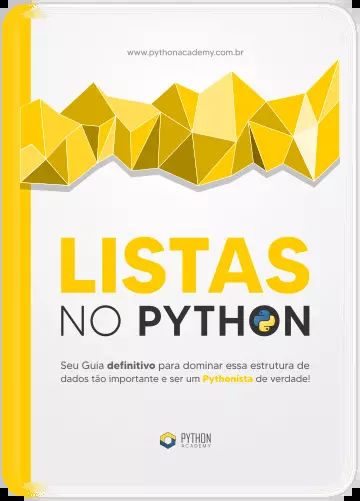 www.pythonacademy.com.br
LISTAS
NO PYTHON
Seu Guia definitivo para dominar essa estrutura de
dados tão importante e ser um Pythonista de verdade!
PYTHON
ACADEMY